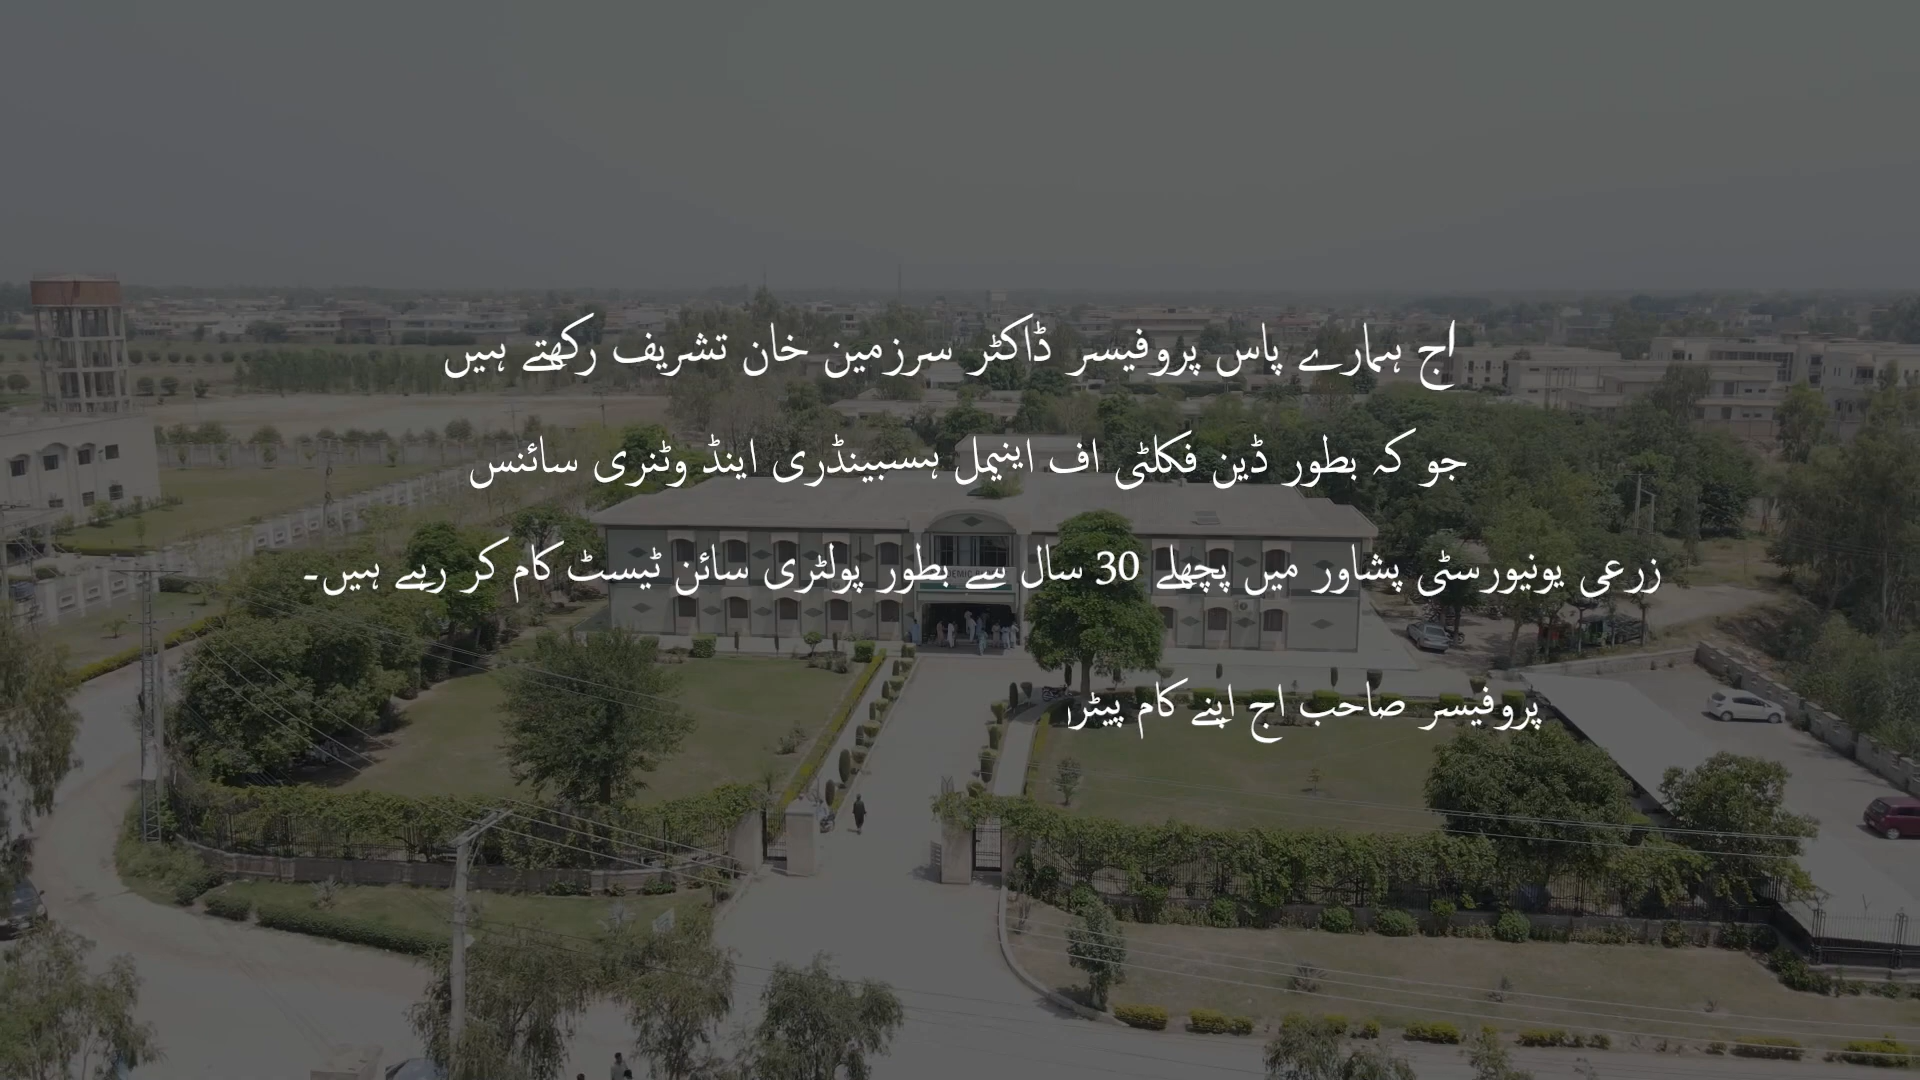 اج ہمارے پاس پروفیسر ڈاکٹر سرزمین خان تشریف رکھتے ہیں
جو کہ بطور ڈین فکلٹی اف اینیمل ہسبینڈری اینڈ وٹنری سائنس
زرعی یونیورسٹی پشاور میں پچھلے 30 سال سے بطور پولٹری سائن ٹیسٹ کام کر رہے ہیں۔
پروفیسر صاحب اج اپنے کام پیٹرا